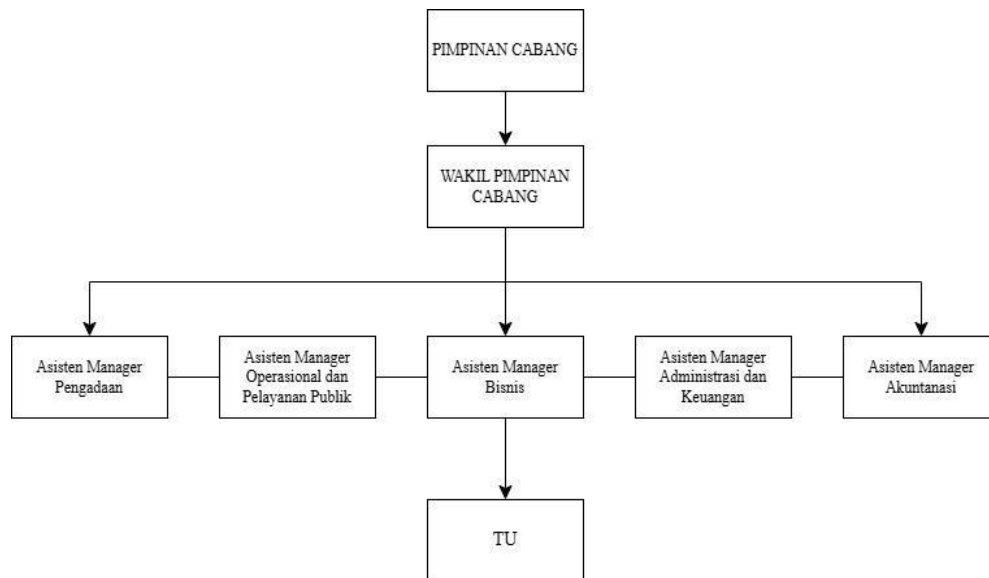 PIMPINAN CABANG
WAKIL PIMPINAN
CABANG
Asisten Manager
Pengadaan
Asisten Manager
Operasional dan
Pelayanan Publik
Asisten Manager
Bisnis
Asisten Manager
Administrasi dan
Keuangan
Asisten Manager
Akuntanasi
TU